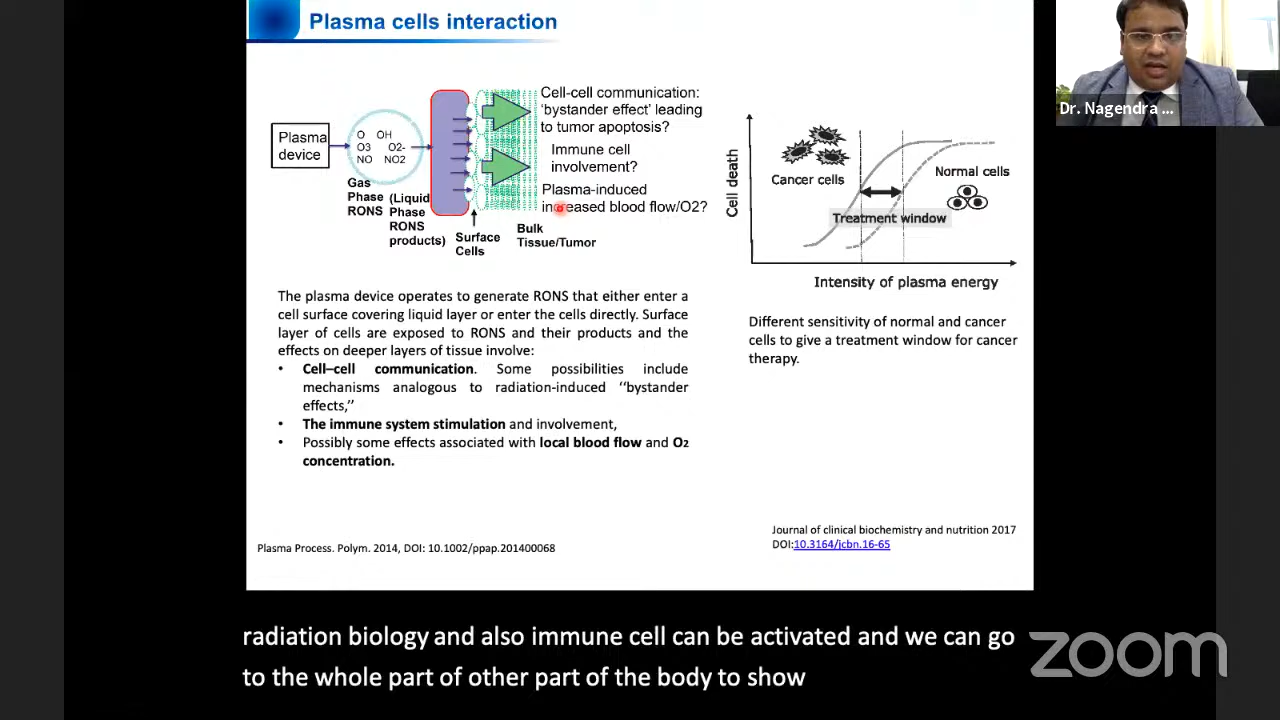 Plasma cells interaction
Plasma
device
O OH
O3 O2-
NO NO2
Gas
Phase
RONS
(Liquid
Phase
RONS
products)
Surface
Cells
Bulk
Tissue/Tumor
Cell-cell communication:
‘bystander effect’ leading
to tumor apoptosis?
Immune cell
involvement?
Plasma-induced
increased blood flow/O2?
Cell death
Cancer cells
Normal cells
Treatment window
Intensity of plasma energy
The plasma device operates to generate RONS that either enter a
cell surface covering liquid layer or enter the cells directly. Surface
layer of cells are exposed to RONS and their products and the
effects on deeper layers of tissue involve:
• Cell–cell communication. Some possibilities include
mechanisms analogous to radiation-induced ‘‘bystander
effects,’’
• The immune system stimulation and involvement,
• Possibly some effects associated with local blood flow and O2
concentration.
Different sensitivity of normal and cancer
cells to give a treatment window for cancer
therapy.
Plasma Process. Polym. 2014, DOI: 10.1002/ppap.201400068
Journal of clinical biochemistry and nutrition 2017
DOI:10.3164/jcbn.16-65
Dr. Nagendra ...
radiation biology and also immune cell can be activated and we can go
to the whole part of other part of the body to show
zoom